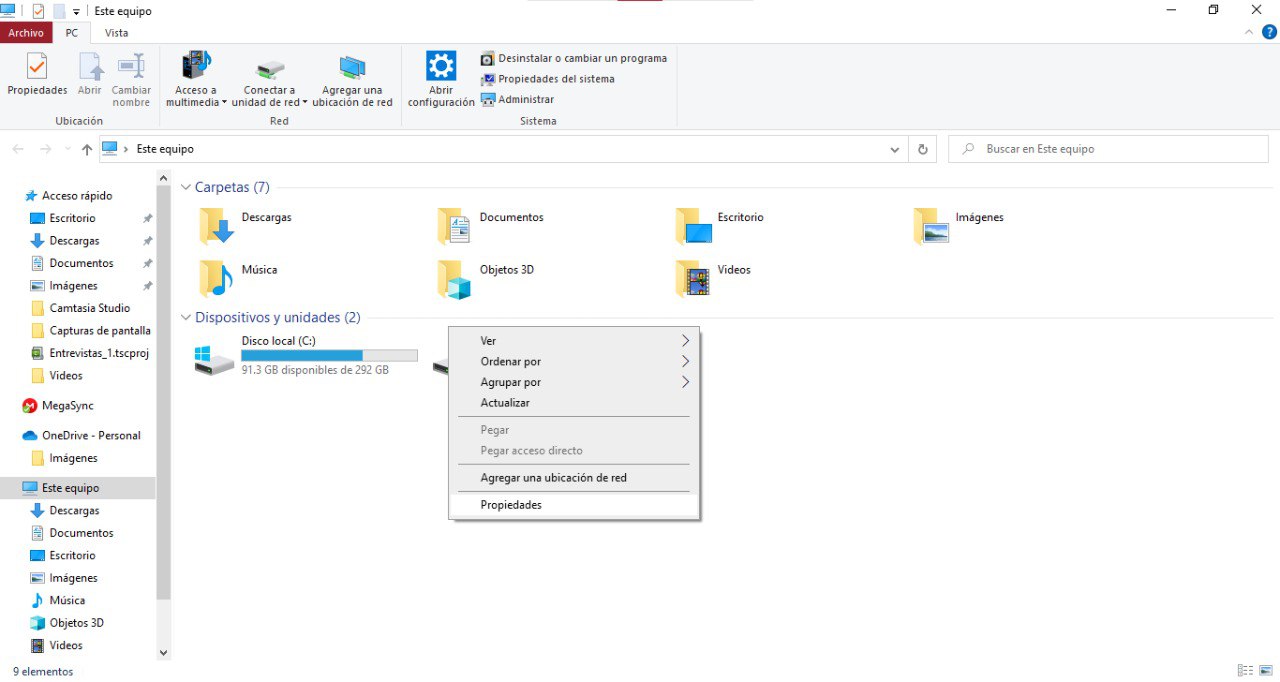 Este equipo
Archivo
PC
Vista
Propiedades
Abrir
Cambiar
nombre
Ubicación
Acceso a
multimedia
Conectar a
unidad de red
Agregar una
ubicación de red
Red
Abrir
configuración
Desinstalar o cambiar un programa
Propiedades del sistema
Administrar
Sistema
Este equipo
Buscar en Este equipo
Acceso rápido
Escritorio
Descargas
Documentos
Imágenes
Camtasia Studio
Capturas de pantalla
Entrevistas_1.tscproj
Videos
MegaSync
OneDrive - Personal
Imágenes
Este equipo
Descargas
Documentos
Escritorio
Imágenes
Música
Objetos 3D
Videos
Carpetas (7)
Descargas
Documentos
Escritorio
Imágenes
Música
Objetos 3D
Videos
Dispositivos y unidades (2)
Disco local (C:)
91.3 GB disponibles de 292 GB
Ver
Ordenar por
Agrupar por
Actualizar
Pegar
Pegar acceso directo
Agregar una ubicación de red
Propiedades
9 elementos